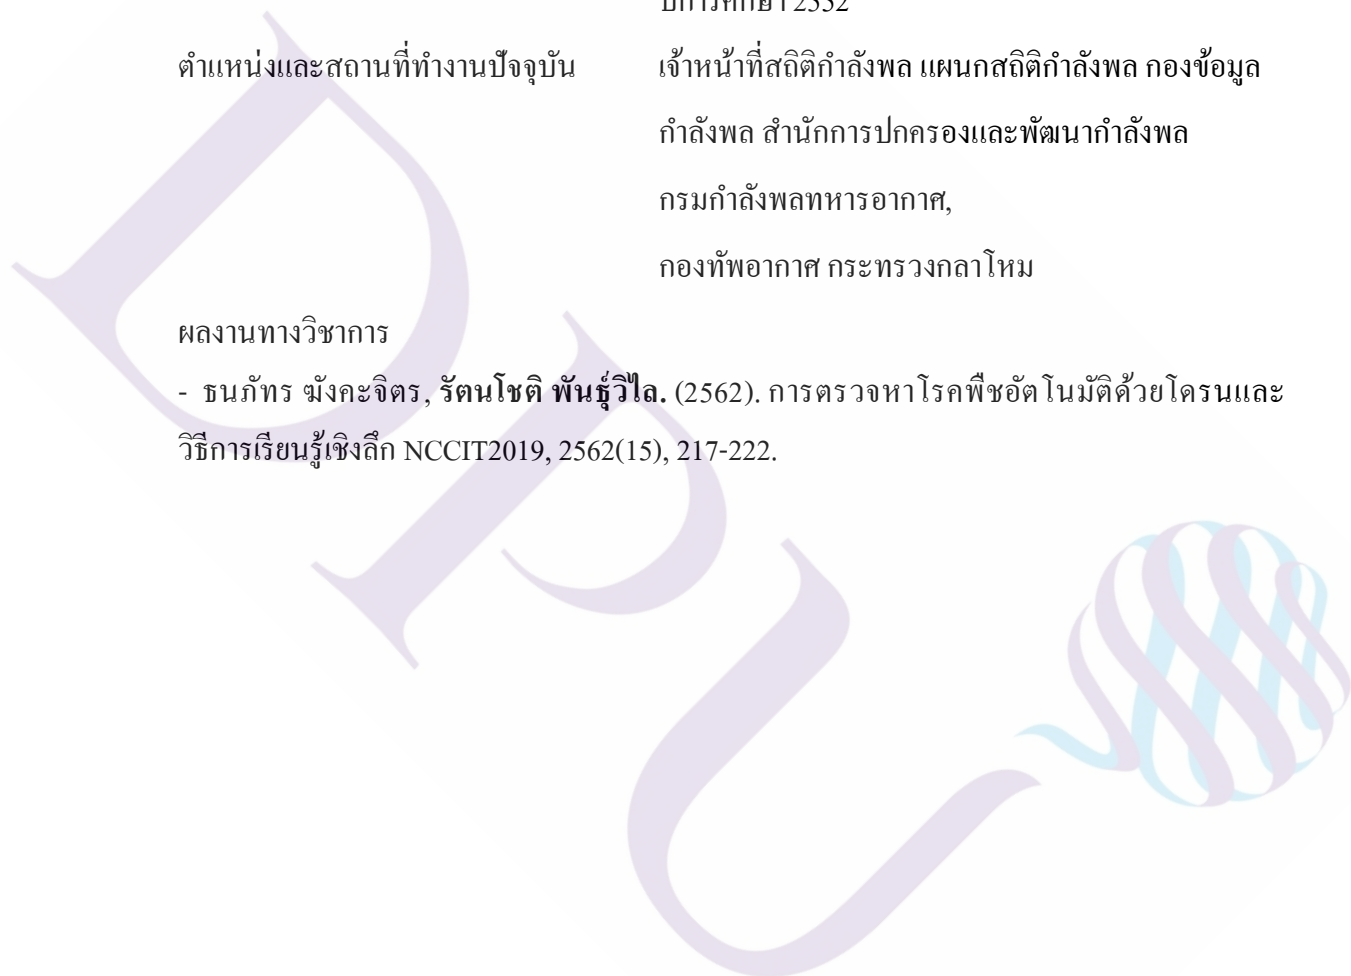 ปีการศึกษา 2552
ตำแหน่งและสถานที่ทำงานปัจจุบัน เจ้าหน้าที่สถิติกำลังพล แผนกสถิติกำลังพล กองข้อมูล
กำลังพล สำนักการปกครองและพัฒนากำลังพล
กรมกำลังพลทหารอากาศ,
กองทัพอากาศ กระทรวงกลาโหม
ผลงานทางวิชาการ
- ธนภัทร ฆังคะจิตร, รัตนโชติ พันธุ์วิไล. (2562). การตรวจหาโรคพืชอัตโนมัติด้วยโดรนและ
วิธีการเรียนรู้เชิงลึก NCCIT2019, 2562(15), 217-222.
DPU